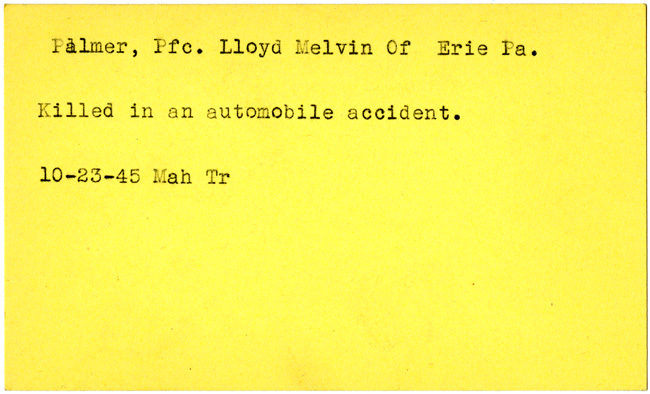 Palmer, Pfc. Lloyd Melvin Of Erie Pa.
Killed in an automobile accident.
10-23-45 Mah Tr